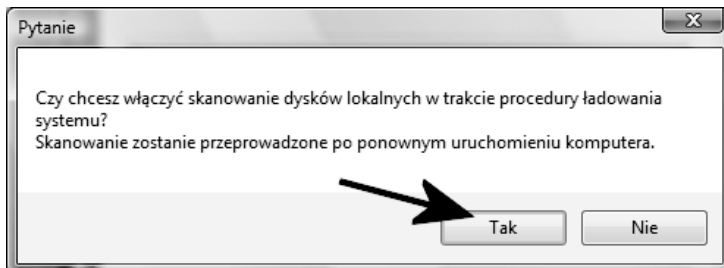 Pytanie
Czy chcesz włączyć skanowanie dysków lokalnych w trakcie procedury ładowania
systemu?
Skanowanie zostanie przeprowadzone po ponownym uruchomieniu komputera.
Tak
Nie